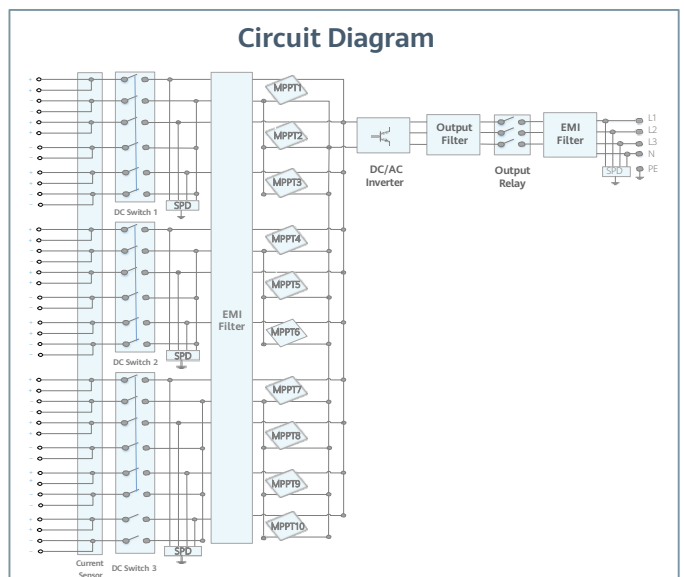 Circuit Diagram
MPPT1
MPPT2
MPPT3
MPPT4
MPPT5
MPPT6
MPPT7
MPPT8
MPPT9
MPPT10
DC Switch 1
DC Switch 2
DC Switch 3
SPD
SPD
SPD
EMI
Filter
Current
Sensor
DC/AC
Inverter
Output
Filter
Output
Relay
EMI
Filter
SPD
L1
L2
L3
N
PE